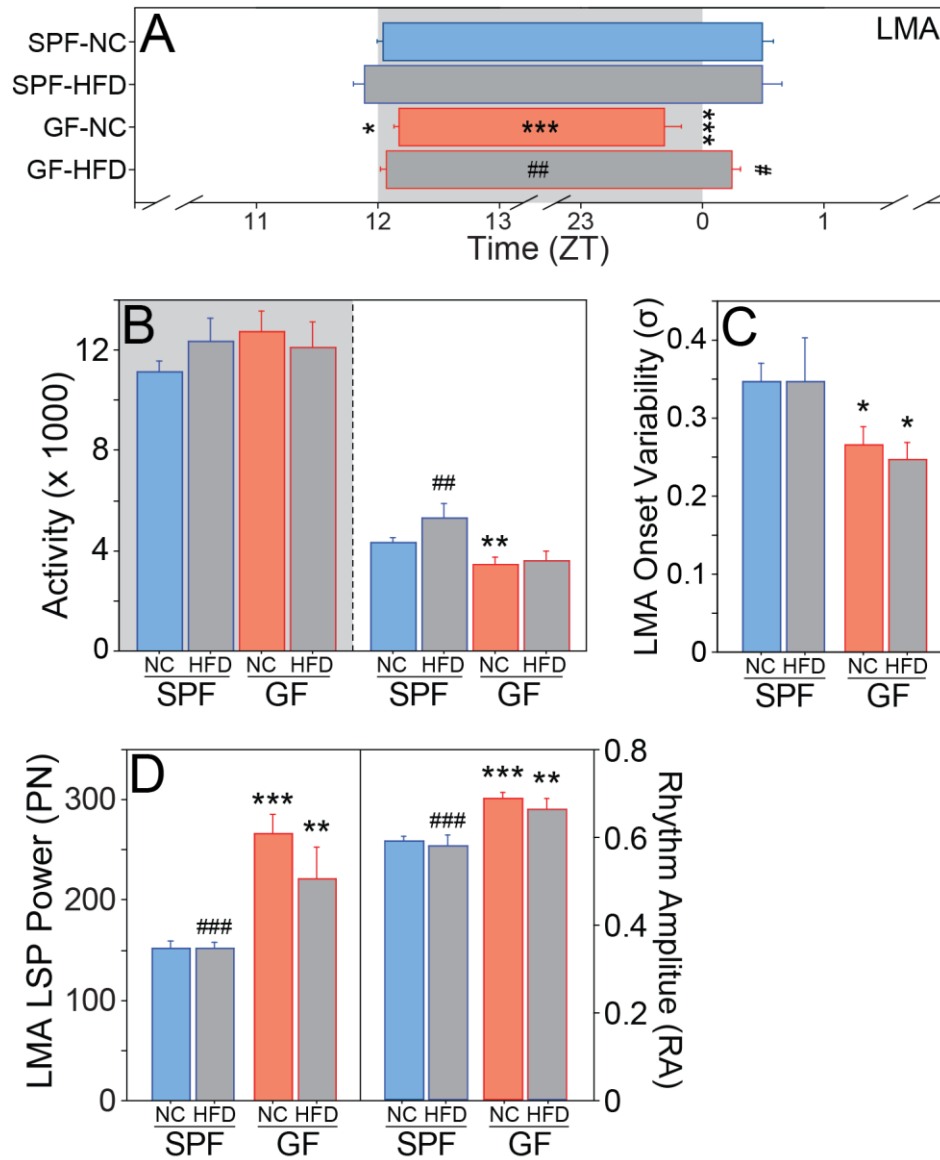 A
LMA
SPF-NC
SPF-HFD
GF-NC
* *** ***
GF-HFD
## #
11 12 13 23 0 1
Time (ZT)
B
Activity (x 1000)
12
8
4
0
##
**
NC HFD NC HFD NC HFD NC HFD
SPF GF SPF GF
C
LMA Onset Variability (σ)
0.4
0.3
0.2
0.1
0
* *
NC HFD NC HFD
SPF GF
D
LMA LSP Power (PN)
300
200
100
0
###
***
**
###
***
**
0.8
0.6
0.4
0.2
0
Rhythm Amplitue (RA)
NC HFD NC HFD NC HFD NC HFD
SPF GF SPF GF